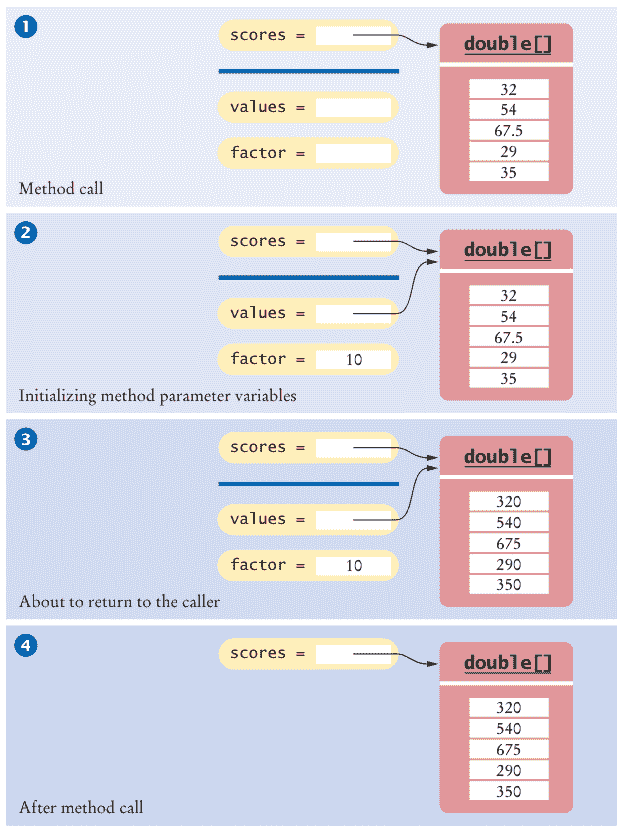 1
scores =
double[]
values =
factor =
32
54
67.5
29
35
Method call
2
scores =
double[]
values =
factor = 10
32
54
67.5
29
35
Initializing method parameter variables
3
scores =
double[]
values =
factor = 10
320
540
675
290
350
About to return to the caller
4
scores =
double[]
320
540
675
290
350
After method call